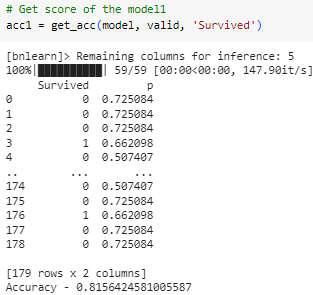 # Get score of the model1
acc1 = get_acc(model, valid, 'Survived')
[bnlearn]> Remaining columns for inference: 5
100%|██████████| 59/59 [00:00<00:00, 147.90it/s]
     Survived         p
0           0  0.725084
1           0  0.725084
2           0  0.725084
3           1  0.662098
4           0  0.507407
..        ...       ...
174         0  0.507407
175         0  0.725084
176         1  0.662098
177         0  0.725084
178         0  0.725084
[179 rows x 2 columns]
Accuracy - 0.8156424581005587